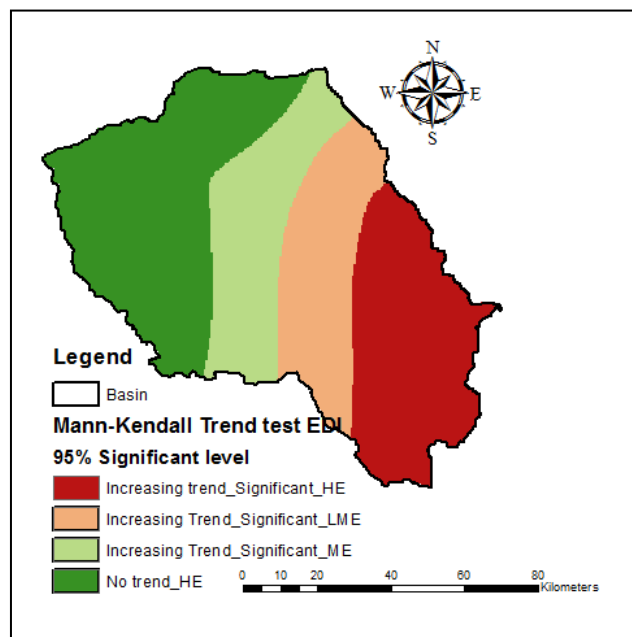 N
W E
S
Legend
Basin
Mann-Kendall Trend test EDI
95% Significant level
Increasing trend_Significant_HE
Increasing Trend_Significant_LME
Increasing Trend_Significant_ME
No trend_HE
0 10 20 40 60 80
Kilometers